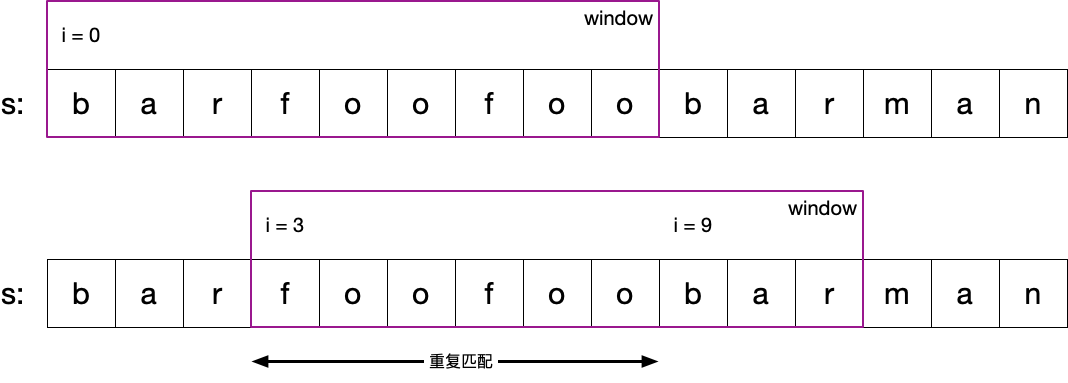 window
i = 0
s: b a r f o o f o o b a r m a n
window
i = 3 i = 9
s: b a r f o o f o o b a r m a n
重复匹配